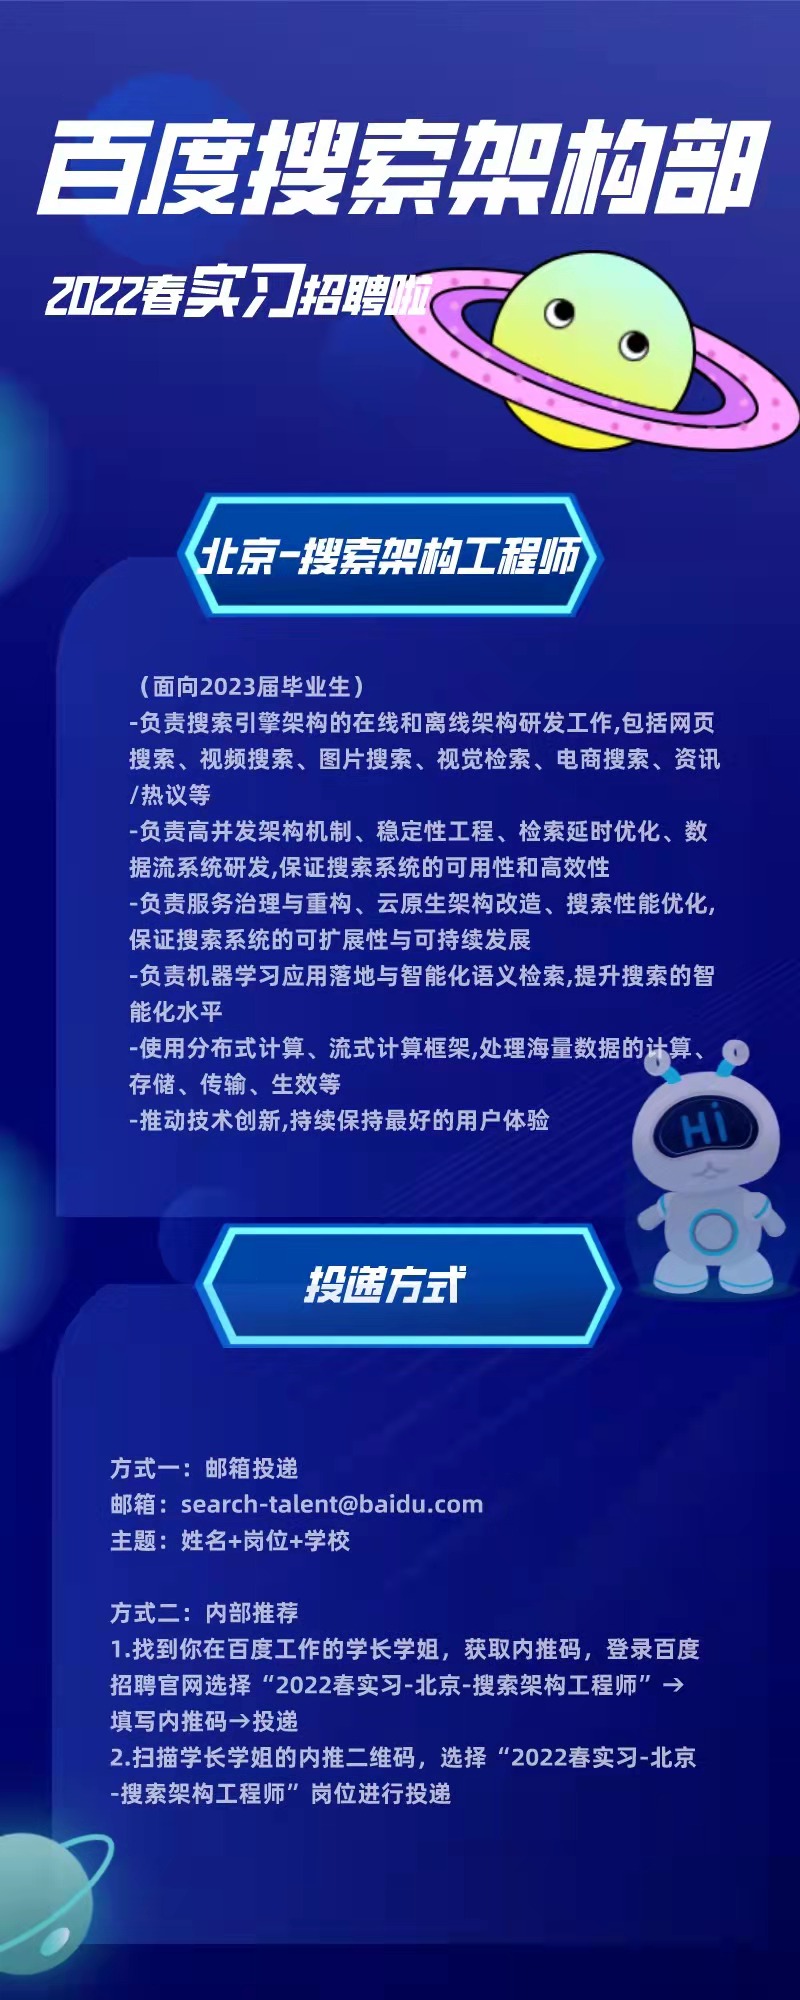 百度搜索架构部
2022春实习招聘啦
北京-搜索架构工程师
（面向2023届毕业生）
-负责搜索引擎架构的在线和离线架构研发工作,包括网页
搜索、视频搜索、图片搜索、视觉检索、电商搜索、资讯
/热议等
-负责高并发架构机制、稳定性工程、检索延时优化、数
据流系统研发,保证搜索系统的可用性和高效性
-负责服务治理与重构、云原生架构改造、搜索性能优化,
保证搜索系统的可扩展性与可持续发展
-负责机器学习应用落地与智能化语义检索,提升搜索的智
能化水平
-使用分布式计算、流式计算框架,处理海量数据的计算、
存储、传输、生效等
-推动技术创新,持续保持最好的用户体验
Hi
投递方式
方式一：邮箱投递
邮箱：search-talent@baidu.com
主题：姓名+岗位+学校
方式二：内部推荐
1.找到你在百度工作的学长学姐，获取内推码，登录百度
招聘官网选择“2022春实习-北京-搜索架构工程师”→
填写内推码→投递
2.扫描学长学姐的内推二维码，选择“2022春实习-北京
-搜索架构工程师”岗位进行投递